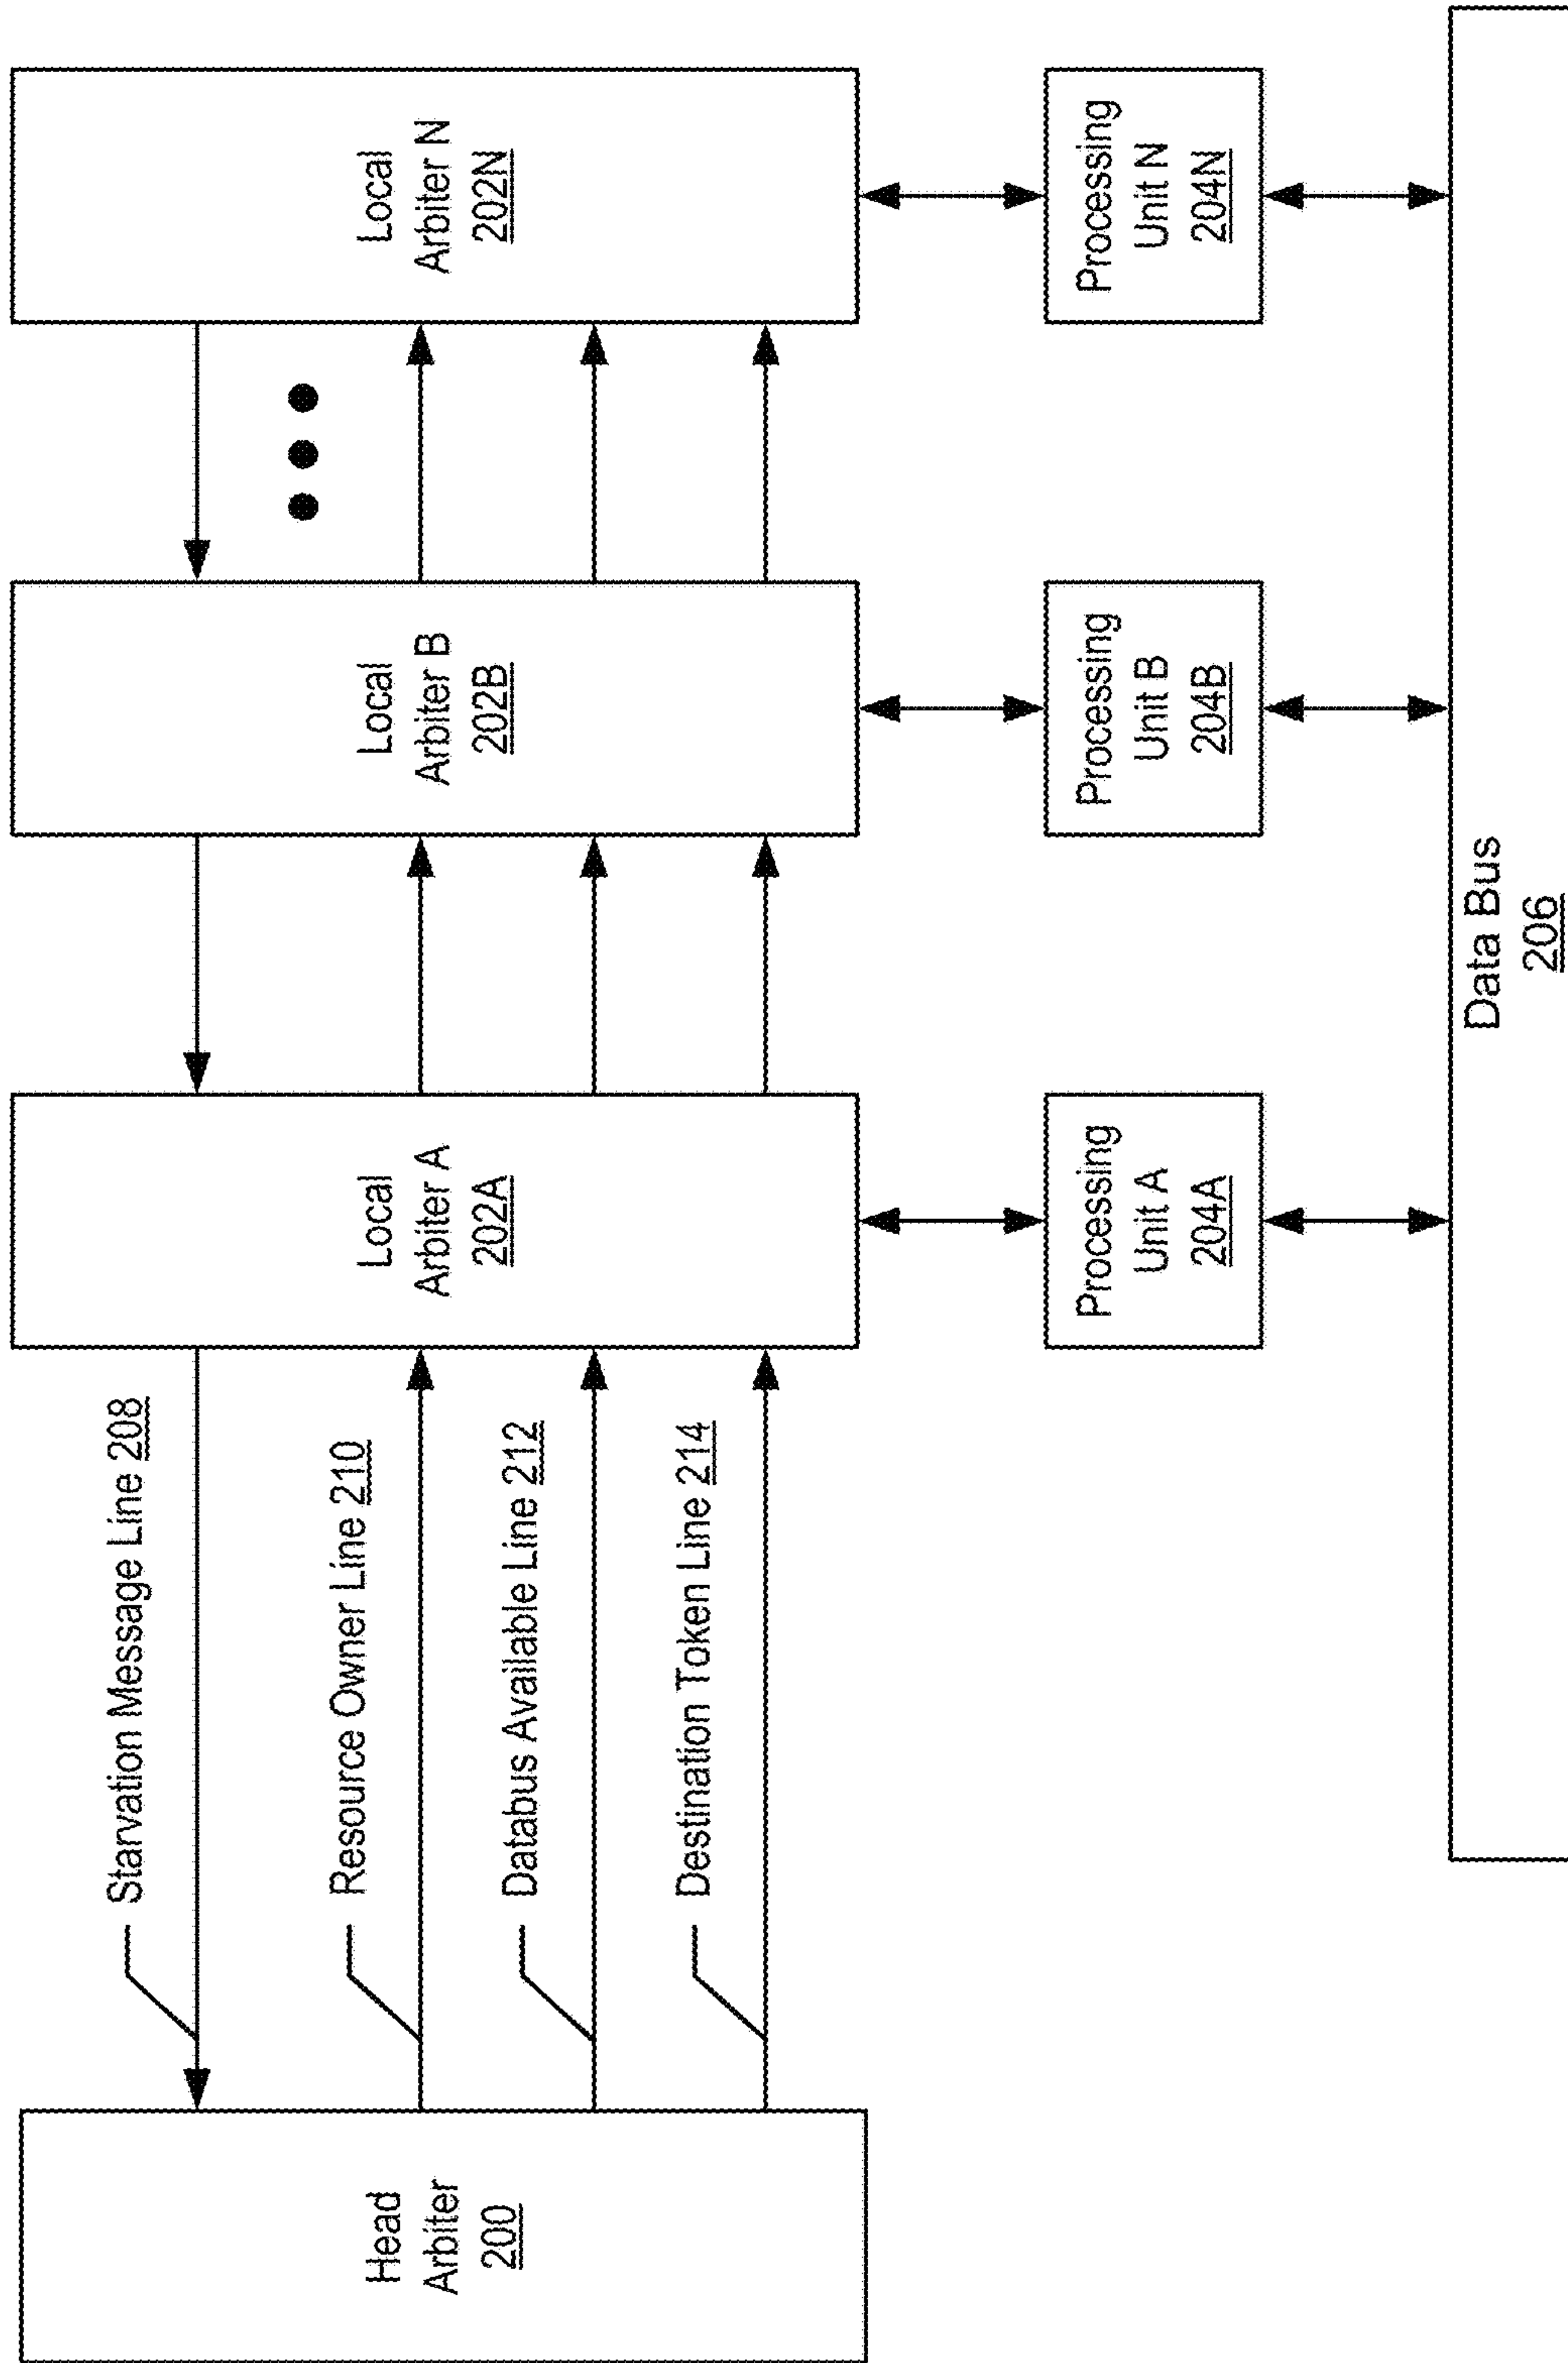 Head
Arbiter
200
Starvation Message Line 208
Resource Owner Line 210
Databus Available Line 212
Destination Token Line 214
Local
Arbiter A
202A
Local
Arbiter B
202B
Local
Arbiter N
202N
Processing
Unit A
204A
Processing
Unit B
204B
Processing
Unit N
204N
Data Bus
206